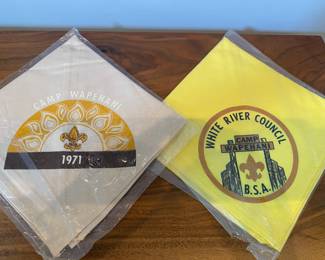 CAMP WAPEHANI
1971
WHITE RIVER COUNCIL
CAMP
WAPEHANI
B.S.A.